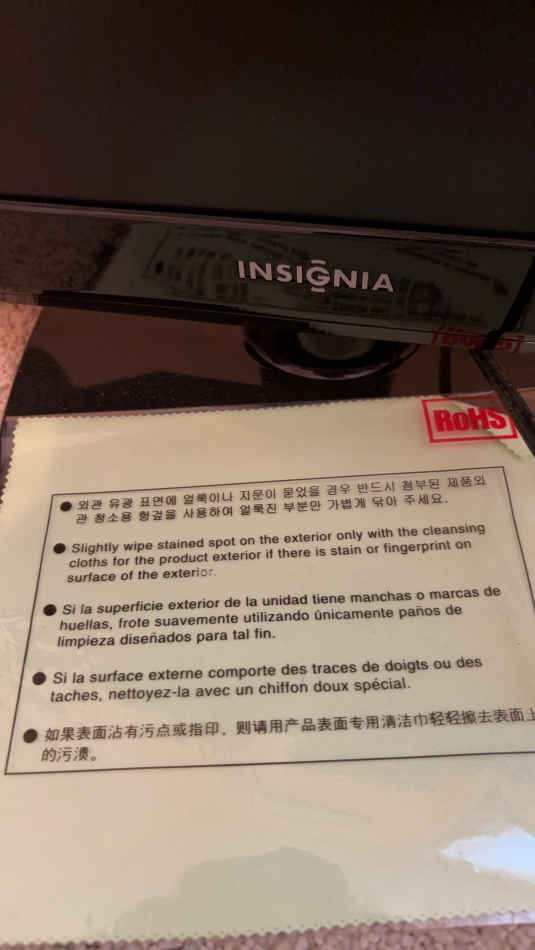 INSIGNIA
RoHS
● 외관 유광 표면에 얼룩이나 지문이 묻었을 경우 반드시 첨부된 제품외
관 청소용 헝겊을 사용하여 얼룩진 부분만 가볍게 닦아 주세요.
● Slightly wipe stained spot on the exterior only with the cleansing
cloths for the product exterior if there is stain or fingerprint on
surface of the exterior.
● Si la superficie exterior de la unidad tiene manchas o marcas de
huellas, frote suavemente utilizando únicamente paños de
limpieza diseñados para tal fin.
● Si la surface externe comporte des traces de doigts ou des
taches, nettoyez-la avec un chiffon doux spécial.
● 如果表面沾有污点或指印，则请用产品表面专用清洁巾轻轻擦去表面上
的污渍。